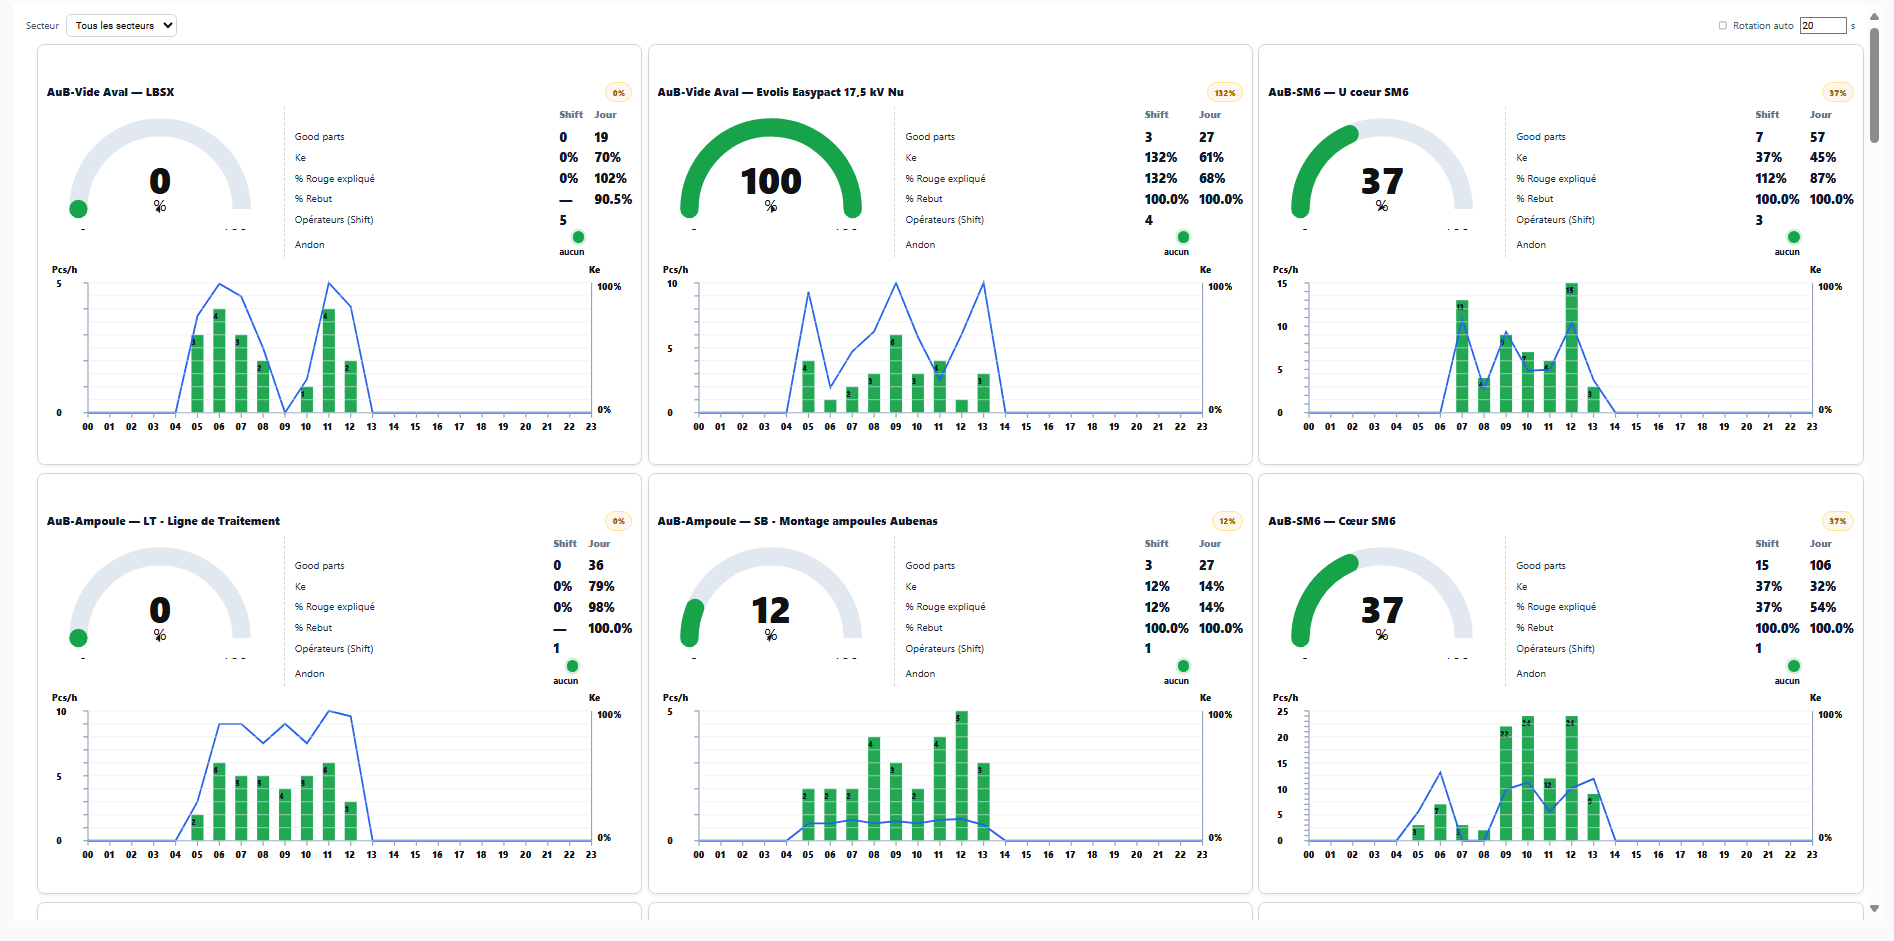 Secteur Tous les secteurs Rotation auto 20 s
AuB-Vide Aval — LBSX 0%
Shift Jour
Good parts 0 19
Ke 0% 70%
% Rouge expliqué 0% 102%
% Rebut — 90.5%
Opérateurs (Shift) 5
Andon aucun
0
%
Pcs/h Ke
5 100%
3 4 3 2 1 4 2
0 0%
00 01 02 03 04 05 06 07 08 09 10 11 12 13 14 15 16 17 18 19 20 21 22 23
AuB-Vide Aval — Evolis Easypact 17,5 kV Nu 132%
Shift Jour
Good parts 3 27
Ke 132% 61%
% Rouge expliqué 132% 68%
% Rebut 100.0% 100.0%
Opérateurs (Shift) 4
Andon aucun
100
%
Pcs/h Ke
10 100%
5
4 2 3 6 3 4 3
0 0%
00 01 02 03 04 05 06 07 08 09 10 11 12 13 14 15 16 17 18 19 20 21 22 23
AuB-SM6 — U coeur SM6 37%
Shift Jour
Good parts 7 57
Ke 37% 45%
% Rouge expliqué 112% 87%
% Rebut 100.0% 100.0%
Opérateurs (Shift) 3
Andon aucun
37
%
Pcs/h Ke
15 100%
10
5
13 4 9 7 6 15 3
0 0%
00 01 02 03 04 05 06 07 08 09 10 11 12 13 14 15 16 17 18 19 20 21 22 23
AuB-Ampoule — LT - Ligne de Traitement 0%
Shift Jour
Good parts 0 36
Ke 0% 79%
% Rouge expliqué 0% 98%
% Rebut — 100.0%
Opérateurs (Shift) 1
Andon aucun
0
%
Pcs/h Ke
10 100%
5
2 6 5 5 4 5 6 3
0 0%
00 01 02 03 04 05 06 07 08 09 10 11 12 13 14 15 16 17 18 19 20 21 22 23
AuB-Ampoule — SB - Montage ampoules Aubenas 12%
Shift Jour
Good parts 3 27
Ke 12% 14%
% Rouge expliqué 12% 14%
% Rebut 100.0% 100.0%
Opérateurs (Shift) 1
Andon aucun
12
%
Pcs/h Ke
5 100%
2 2 2 4 3 2 4 5 3
0 0%
00 01 02 03 04 05 06 07 08 09 10 11 12 13 14 15 16 17 18 19 20 21 22 23
AuB-SM6 — Cœur SM6 37%
Shift Jour
Good parts 15 106
Ke 37% 32%
% Rouge expliqué 37% 54%
% Rebut 100.0% 100.0%
Opérateurs (Shift) 1
Andon aucun
37
%
Pcs/h Ke
25 100%
20
15
10
5
3 7 3 22 24 12 24 9
0 0%
00 01 02 03 04 05 06 07 08 09 10 11 12 13 14 15 16 17 18 19 20 21 22 23